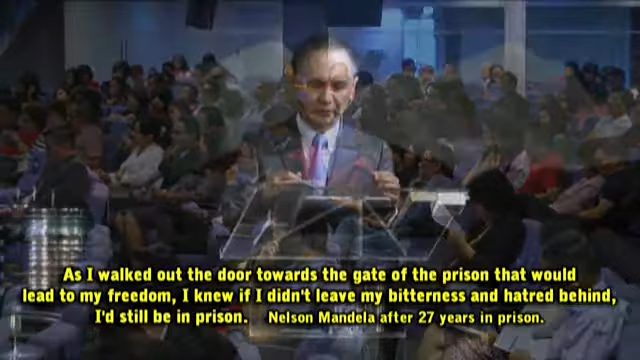 As I walked out the door towards the gate of the prison that would
lead to my freedom, I knew if I didn't leave my bitterness and hatred behind,
I'd still be in prison. Nelson Mandela after 27 years in prison.